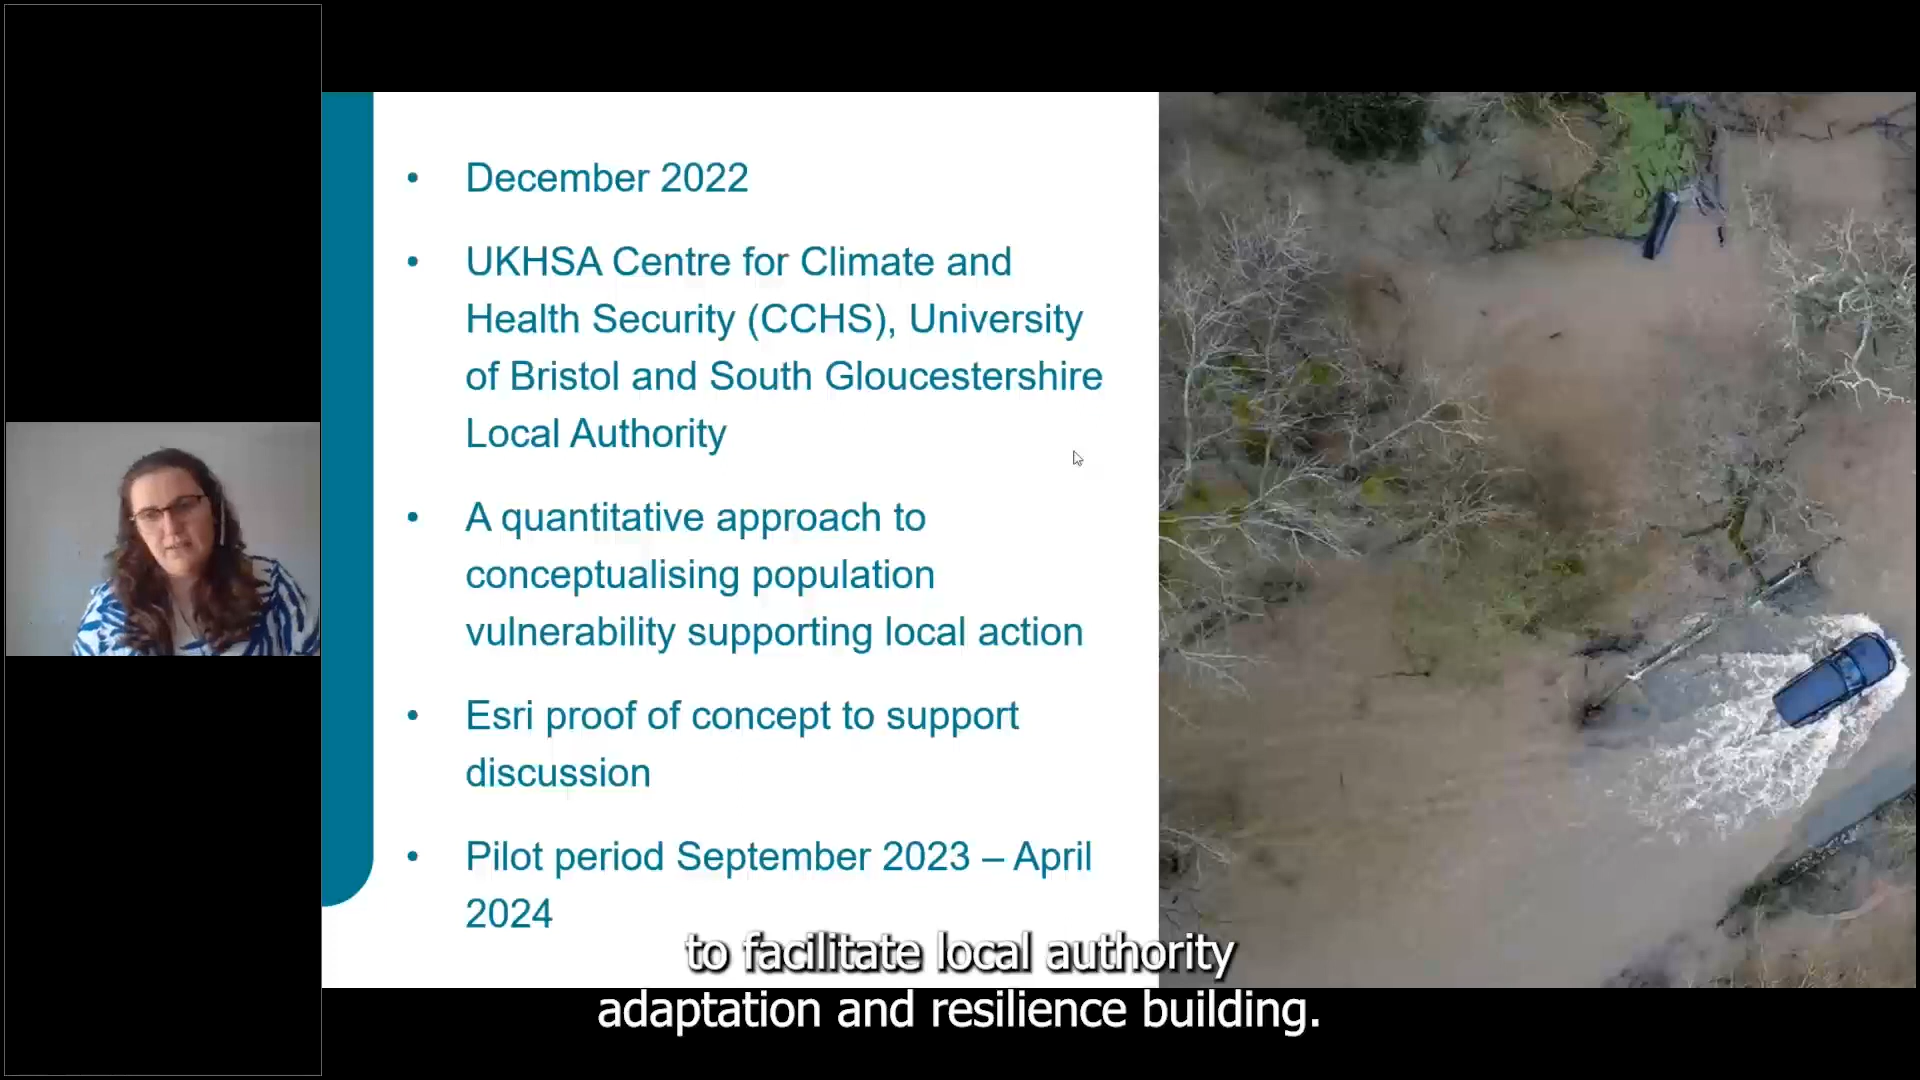 • December 2022
• UKHSA Centre for Climate and
Health Security (CCHS), University
of Bristol and South Gloucestershire
Local Authority
• A quantitative approach to
conceptualising population
vulnerability supporting local action
• Esri proof of concept to support
discussion
• Pilot period September 2023 – April
2024
to facilitate local authority
adaptation and resilience building.